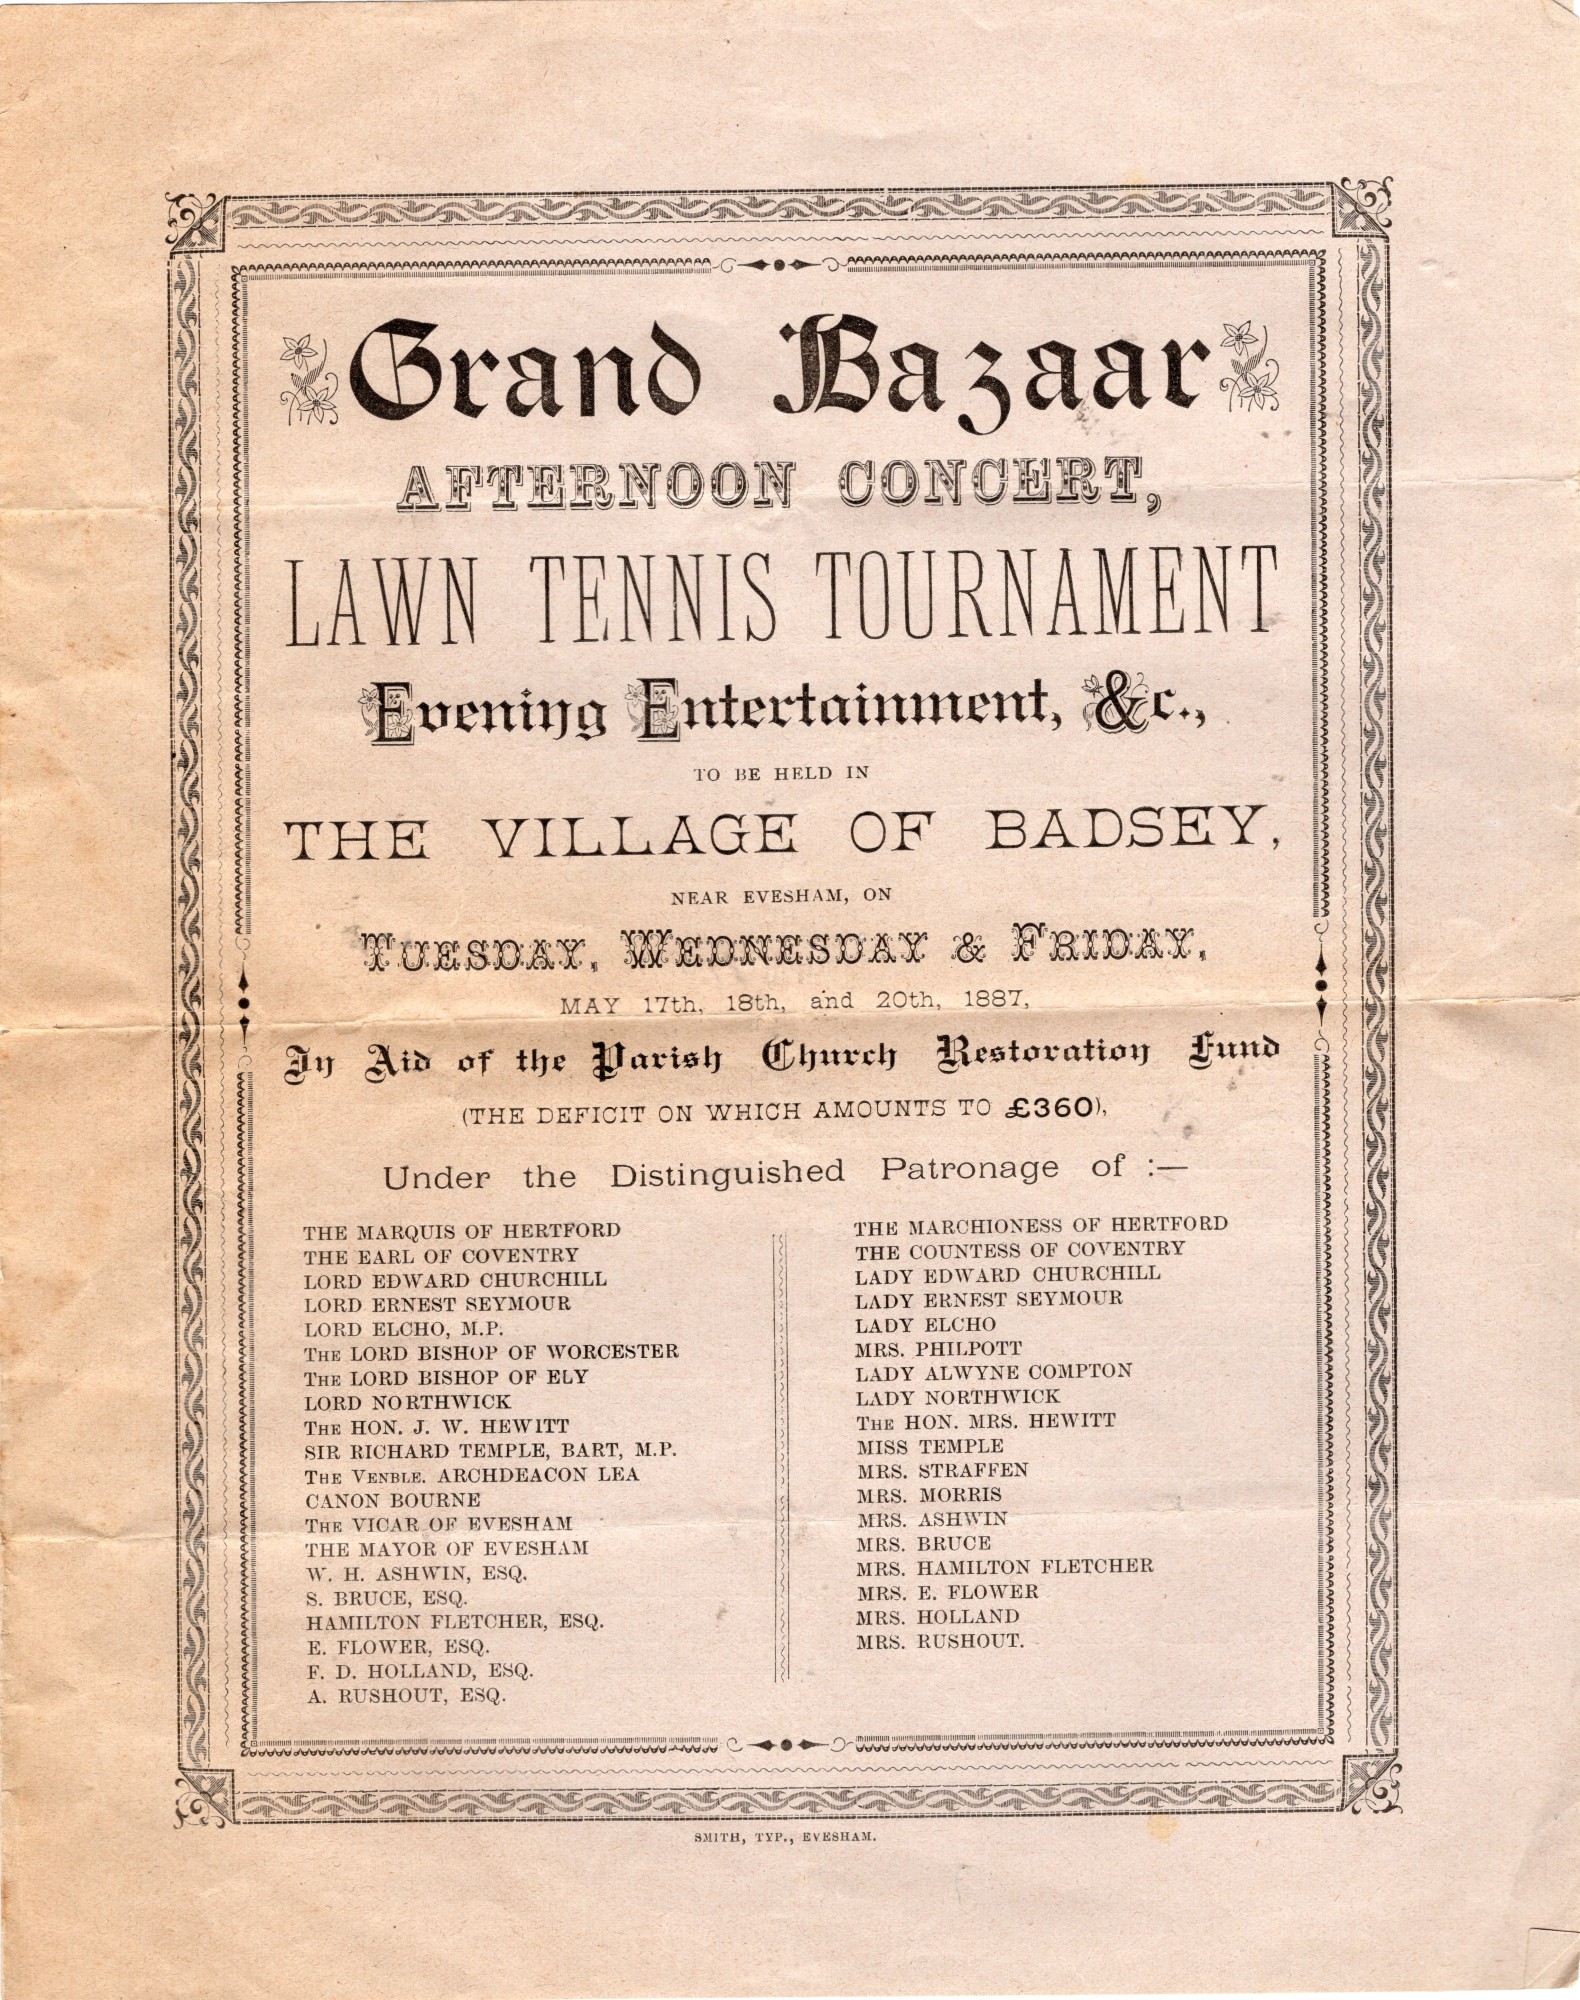 Grand Bazaar
AFTERNOON CONCERT,
LAWN TENNIS TOURNAMENT
Evening Entertainment, &c.,
TO BE HELD IN
THE VILLAGE OF BADSEY,
NEAR EVESHAM, ON
TUESDAY, WEDNESDAY & FRIDAY,
MAY 17th, 18th, and 20th, 1887,
In Aid of the Parish Church Restoration Fund
(THE DEFICIT ON WHICH AMOUNTS TO £360),
Under the Distinguished Patronage of :—
THE MARQUIS OF HERTFORD
THE EARL OF COVENTRY
LORD EDWARD CHURCHILL
LORD ERNEST SEYMOUR
LORD ELCHO, M.P.
THE LORD BISHOP OF WORCESTER
THE LORD BISHOP OF ELY
LORD NORTHWICK
THE HON. J. W. HEWITT
SIR RICHARD TEMPLE, BART, M.P.
THE VENBLE. ARCHDEACON LEA
CANON BOURNE
THE VICAR OF EVESHAM
THE MAYOR OF EVESHAM
W. H. ASHWIN, ESQ.
S. BRUCE, ESQ.
HAMILTON FLETCHER, ESQ.
E. FLOWER, ESQ.
F. D. HOLLAND, ESQ.
A. RUSHOUT, ESQ.
THE MARCHIONESS OF HERTFORD
THE COUNTESS OF COVENTRY
LADY EDWARD CHURCHILL
LADY ERNEST SEYMOUR
LADY ELCHO
MRS. PHILPOTT
LADY ALWYNE COMPTON
LADY NORTHWICK
THE HON. MRS. HEWITT
MISS TEMPLE
MRS. STRAFFEN
MRS. MORRIS
MRS. ASHWIN
MRS. BRUCE
MRS. HAMILTON FLETCHER
MRS. E. FLOWER
MRS. HOLLAND
MRS. RUSHOUT.
SMITH, TYP., EVESHAM.